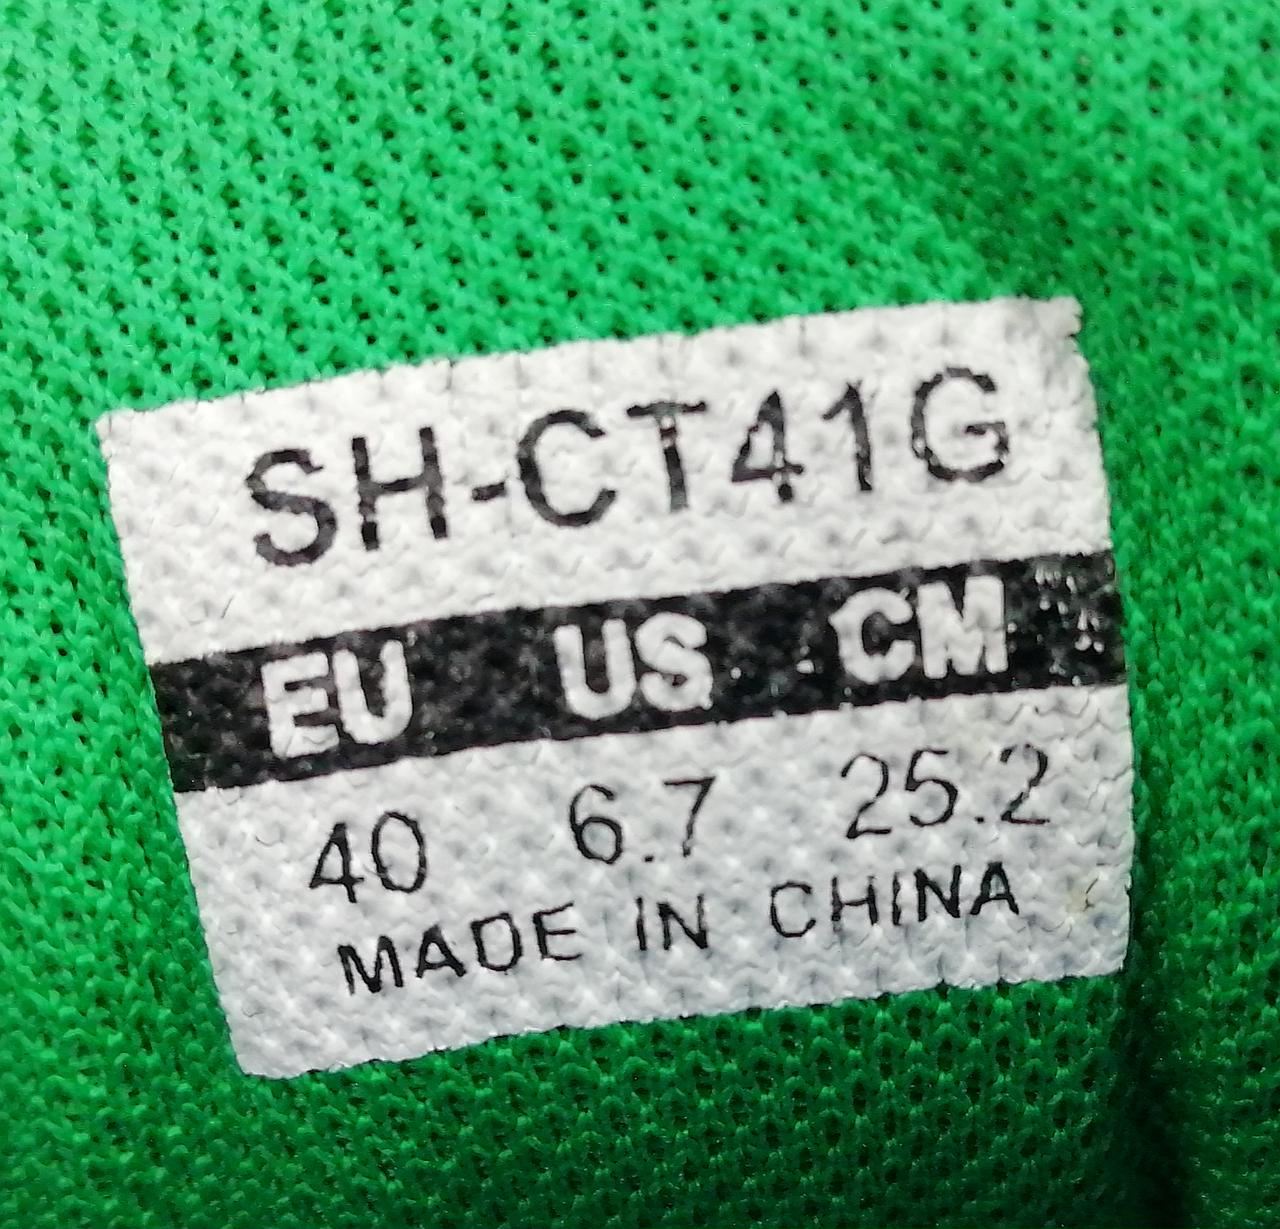 SH-CT41G
EU US CM
40 6.7 25.2
MADE IN CHINA